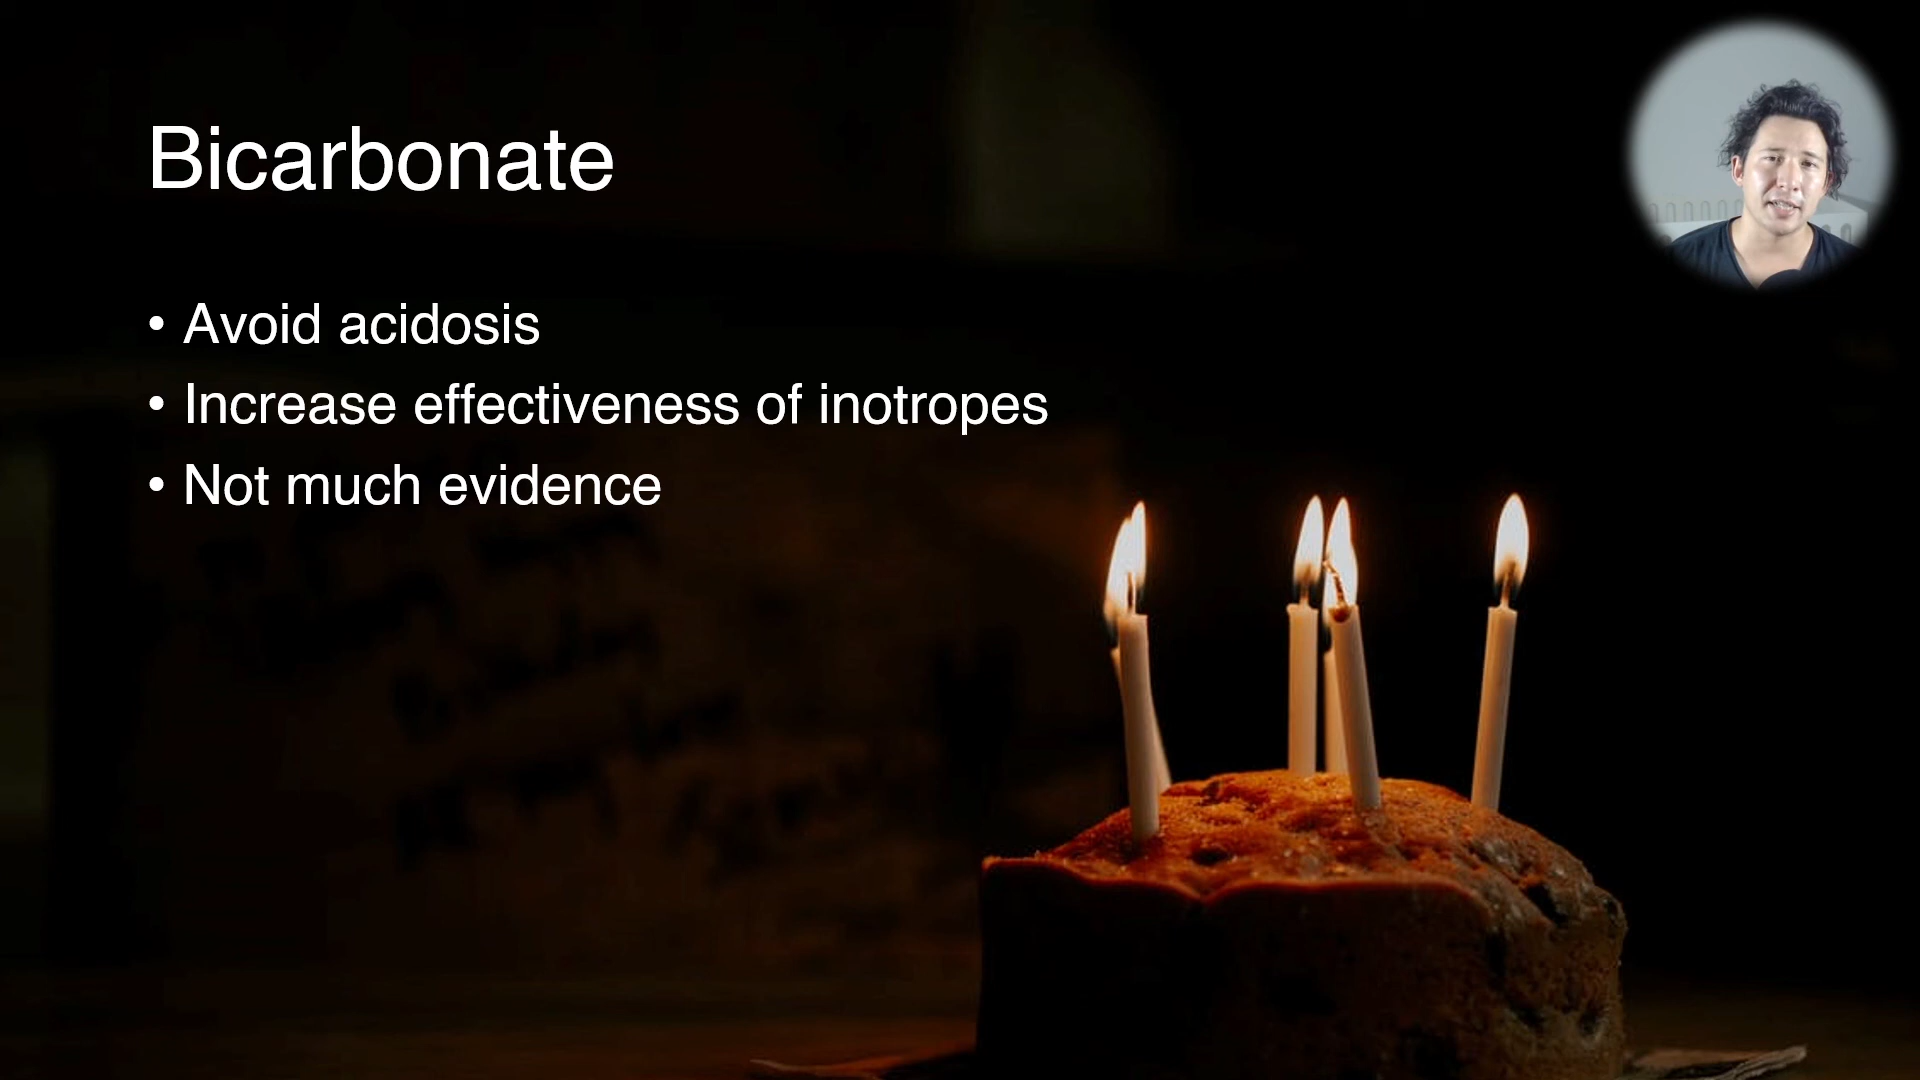 Bicarbonate
• Avoid acidosis
• Increase effectiveness of inotropes
• Not much evidence